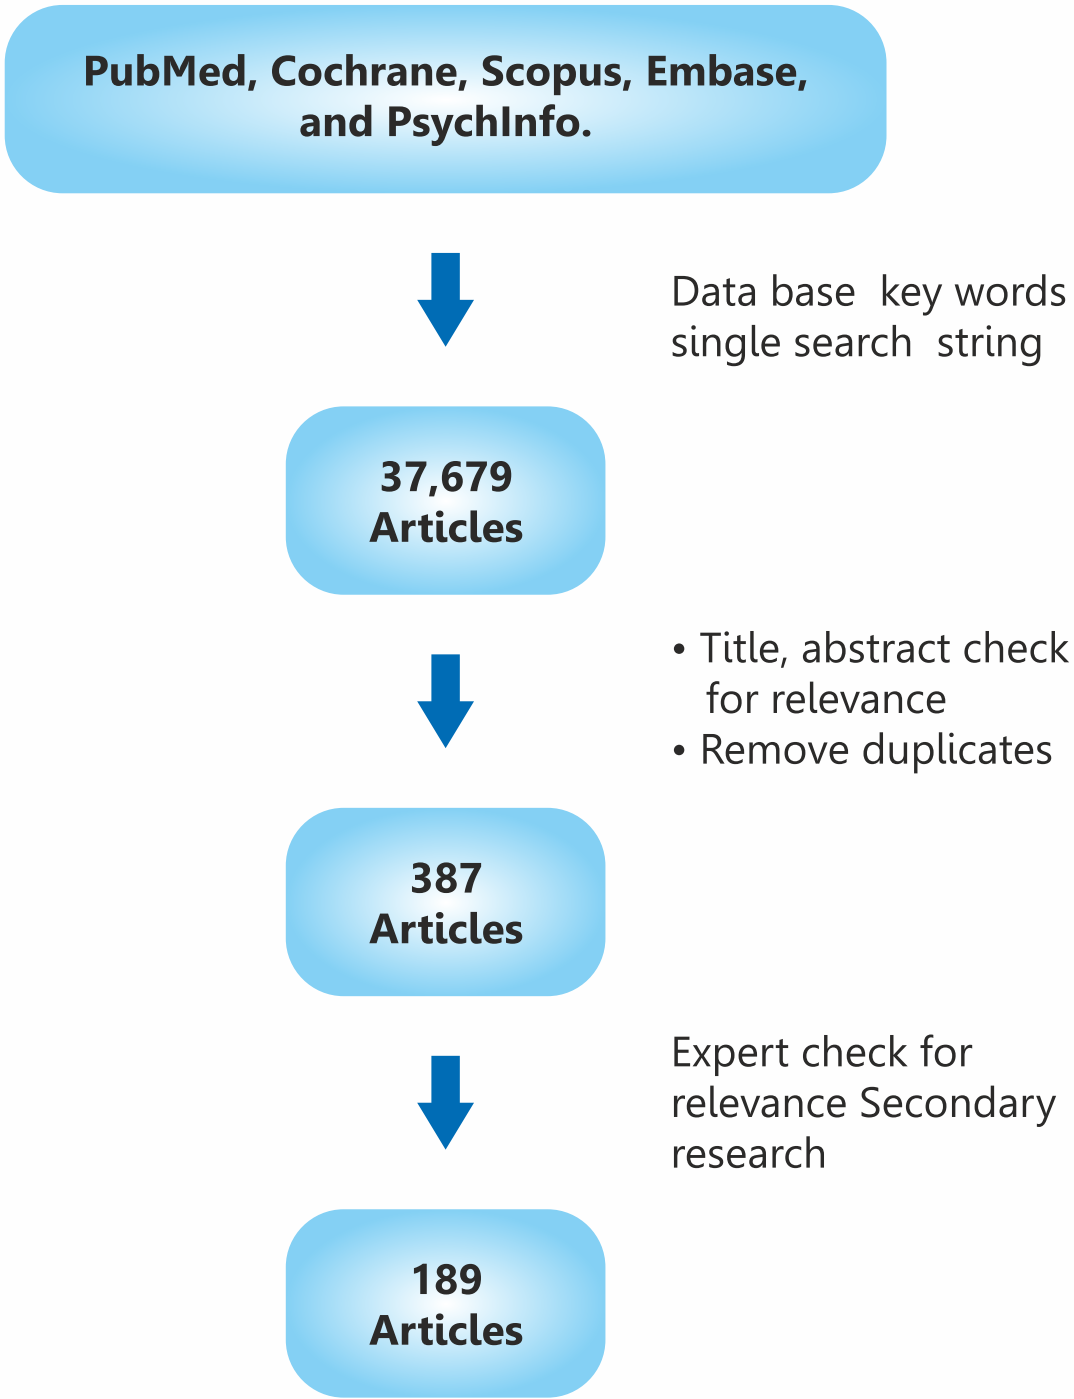 PubMed, Cochrane, Scopus, Embase,
and PsychInfo.
Data base  key words
single search  string
37,679
Articles
• Title, abstract check
for relevance
• Remove duplicates
387
Articles
Expert check for
relevance Secondary
research
189
Articles